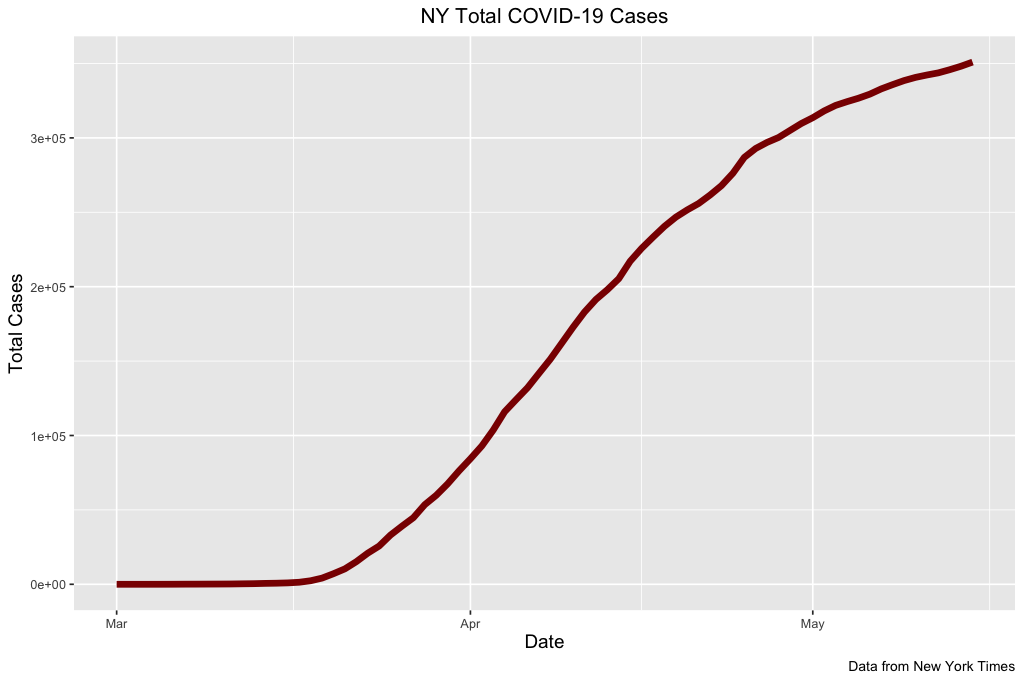 NY Total COVID-19 Cases
Total Cases
3e+05
2e+05
1e+05
0e+00
Mar Apr May
Date
Data from New York Times